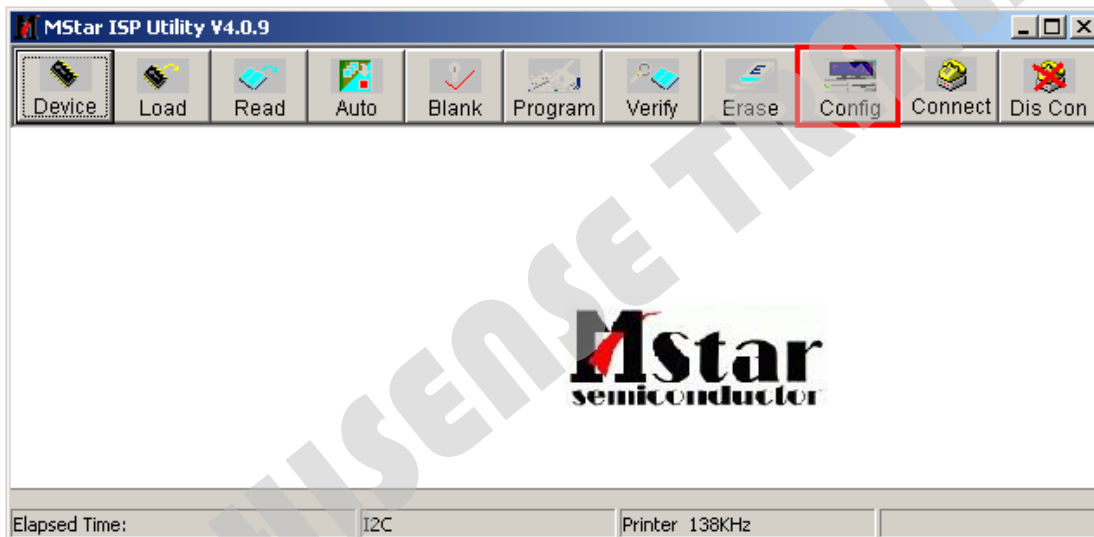 MStar ISP Utility V4.0.9
Device Load Read Auto Blank Program Verify Erase Config Connect Dis Con
Mstar
semiconductor
Elapsed Time: I2C Printer 138KHz
HISENSE